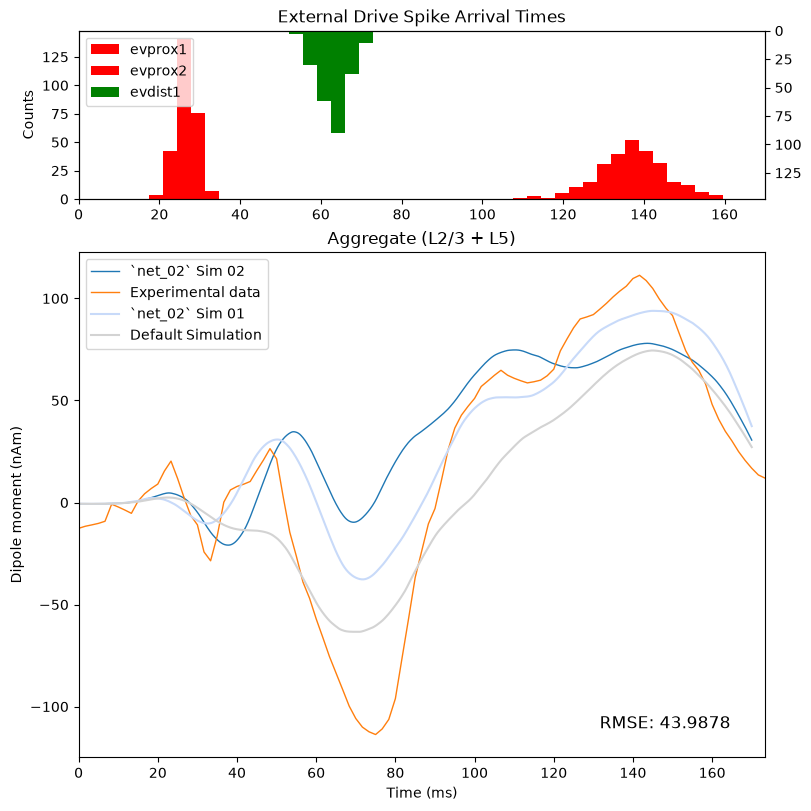 External Drive Spike Arrival Times
Counts
125
100
75
50
25
0
evprox1
evprox2
evdist1
0
25
50
75
100
125
0 20 40 60 80 100 120 140 160
Aggregate (L2/3 + L5)
Dipole moment (nAm)
100
50
0
−50
−100
`net_02` Sim 02
Experimental data
`net_02` Sim 01
Default Simulation
RMSE: 43.9878
0 20 40 60 80 100 120 140 160
Time (ms)